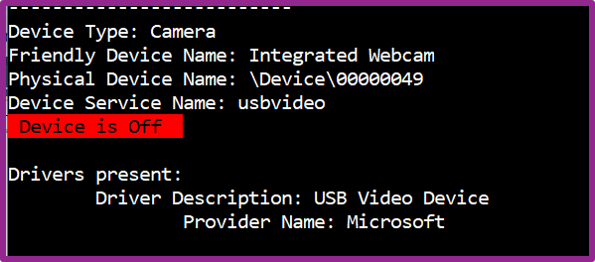 ---------------------------
Device Type: Camera
Friendly Device Name: Integrated Webcam
Physical Device Name: \Device\00000049
Device Service Name: usbvideo
Device is Off
Drivers present:
Driver Description: USB Video Device
Provider Name: Microsoft